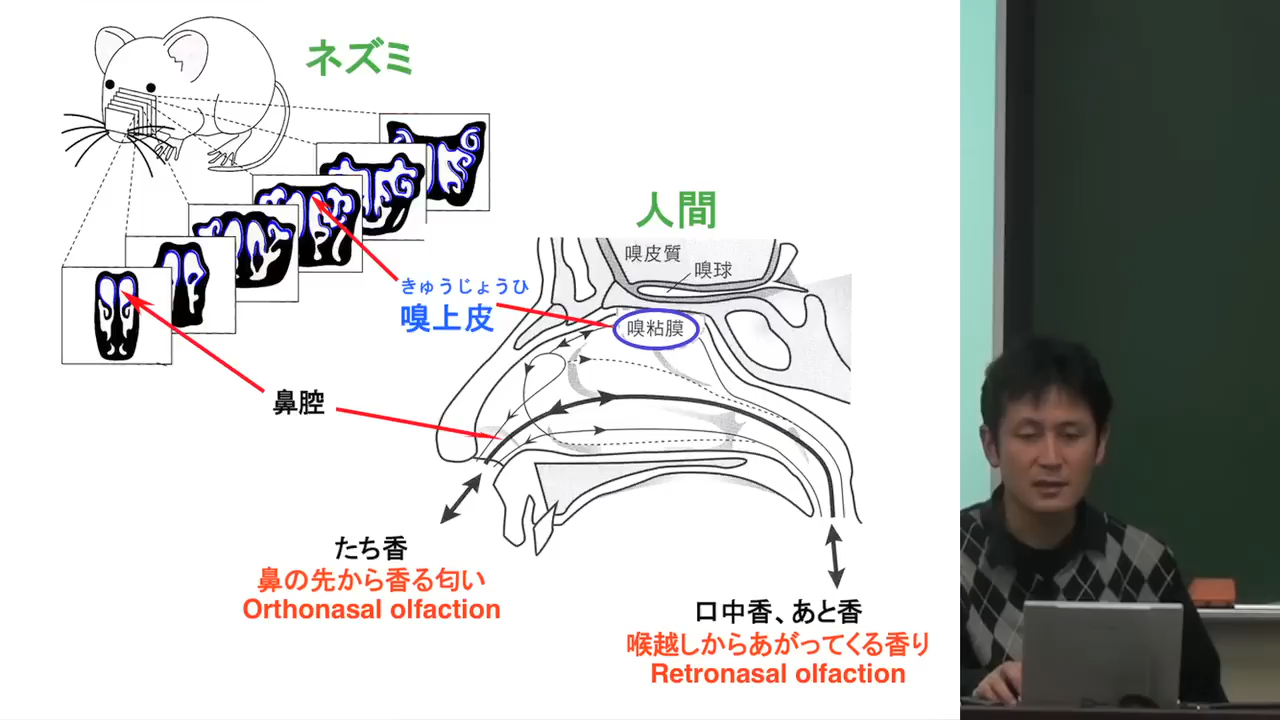 ネズミ
人間
嗅皮質
嗅球
きゅうじょうひ
嗅上皮
嗅粘膜
鼻腔
たち香
鼻の先から香る匂い
Orthonasal olfaction
口中香、あと香
喉越しからあがってくる香り
Retronasal olfaction